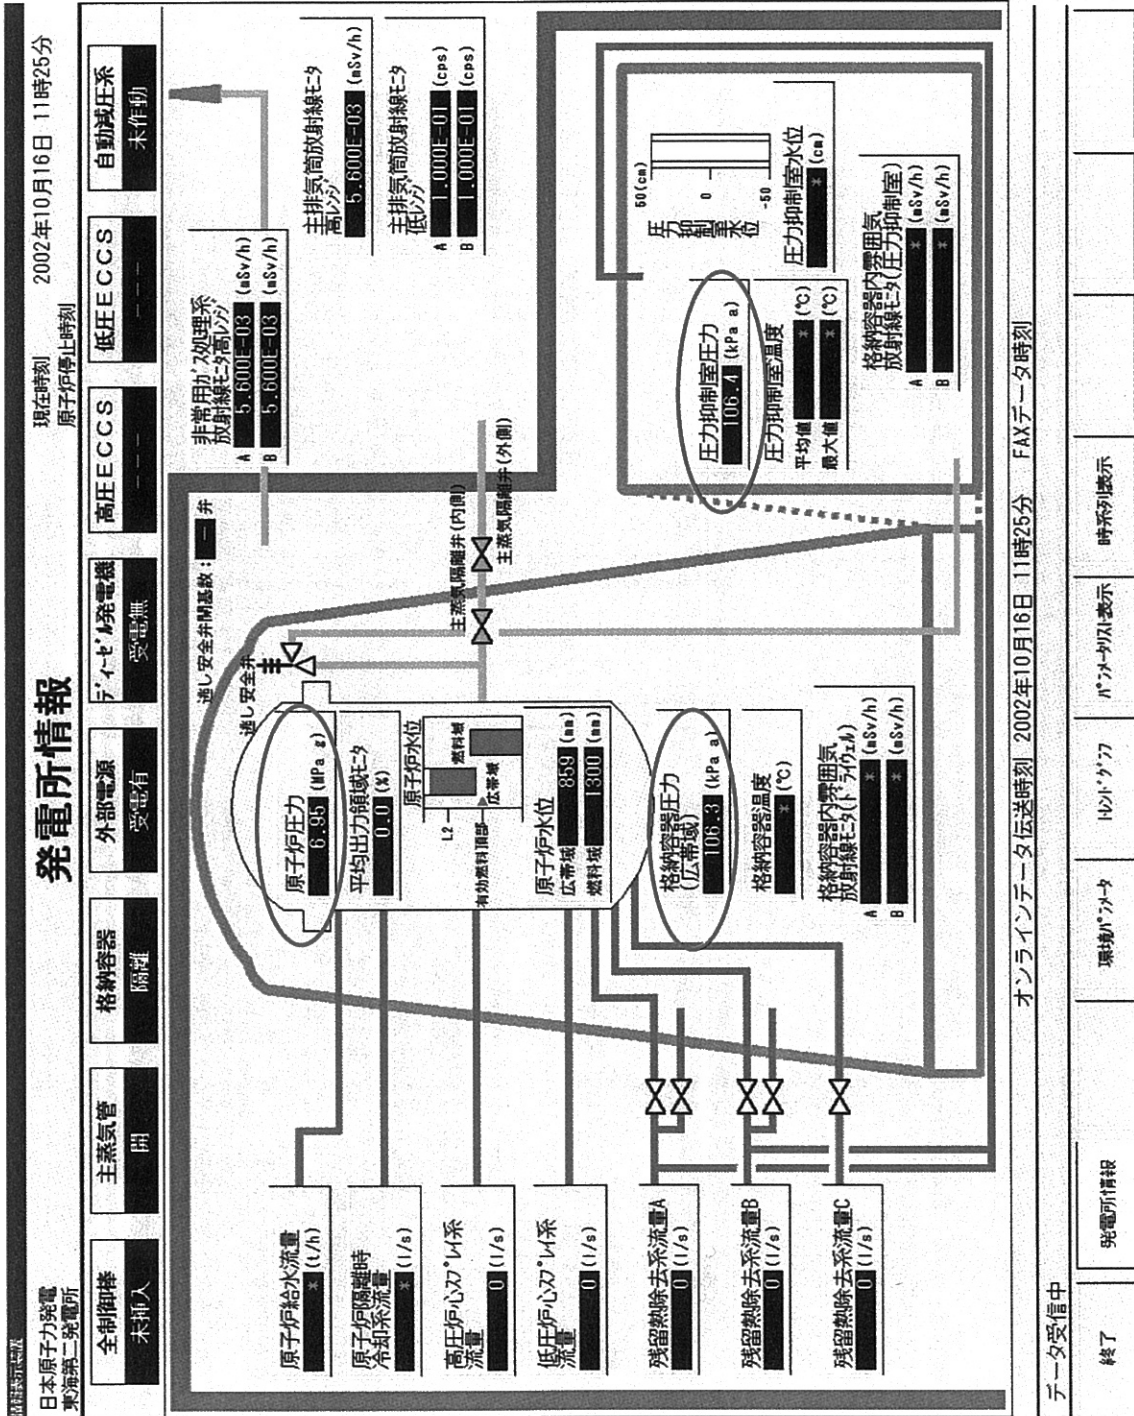 日本原子力発電
東海第二発電所
発電所情報
現在時刻 2002年10月16日 11時25分
原子炉停止時刻
全制御棒
未挿入
主蒸気管
開
格納容器
隔離
外部電源
受電有
ディーゼル発電機
受電無
高圧ECCS
---
低圧ECCS
---
自動減圧系
未作動
逃し安全弁開基数：一弁
逃し安全弁
非常用ガス処理系
放射線モニタ高レンジ
A 5.600E-03 (mSv/h)
B 5.600E-03 (mSv/h)
主排気筒放射線モニタ
高レンジ
5.600E-03 (mSv/h)
主排気筒放射線モニタ
低レンジ
A 1.000E-01 (cps)
B 1.000E-01 (cps)
原子炉給水流量
* (t/h)
原子炉隔離時
冷却系流量
* (l/s)
高圧炉心スプレイ系
流量
0 (l/s)
低圧炉心スプレイ系
流量
0 (l/s)
残留熱除去系流量A
0 (l/s)
残留熱除去系流量B
0 (l/s)
残留熱除去系流量C
0 (l/s)
原子炉圧力
6.95 (MPa g)
平均出力領域モニタ
0.0 (%)
原子炉水位
L2
燃料域
有効燃料頂部
広帯域
原子炉水位
広帯域 859 (mm)
燃料域 1300 (mm)
主蒸気隔離弁(内側)
主蒸気隔離弁(外側)
格納容器圧力
(広帯域)
106.3 (kPa a)
格納容器温度
* (℃)
格納容器内雰囲気
放射線モニタ(ドライウェル)
A * (mSv/h)
B * (mSv/h)
圧力抑制室圧力
106.4 (kPa a)
圧力抑制室温度
平均値 * (℃)
最大値 * (℃)
圧力抑制室水位
50(cm)
0
-50
圧力抑制室水位
* (cm)
格納容器内雰囲気
放射線モニタ(圧力抑制室)
A * (mSv/h)
B * (mSv/h)
オンラインデータ伝送時刻 2002年10月16日 11時25分 FAXデータ時刻
データ受信中
終了
発電所情報
環境パラメータ
トレンドグラフ
パラメータリスト表示
時系列表示